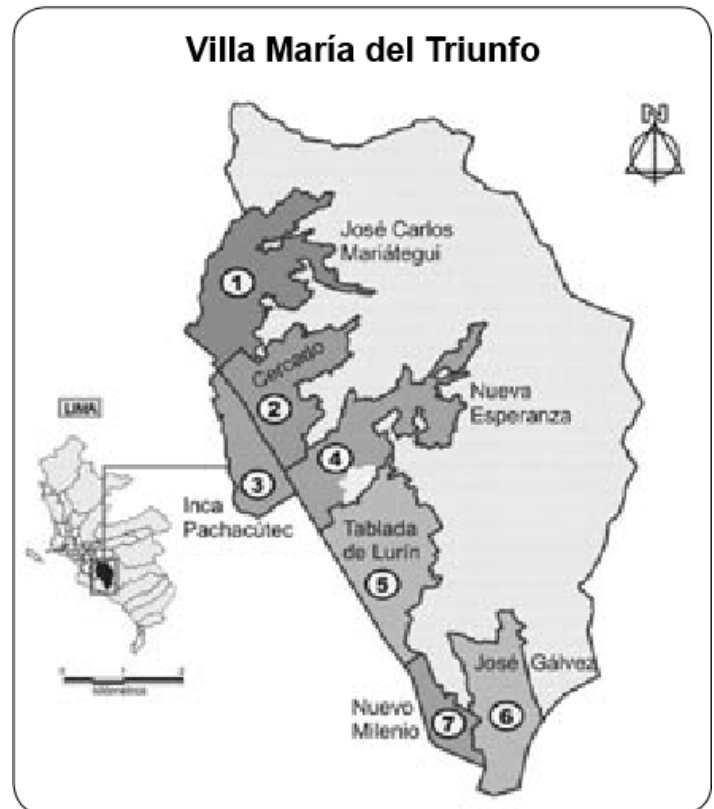 Villa María del Triunfo
N
José Carlos
Mariátegui
1
Cercado
2
Nueva
Esperanza
4
LIMA
3
Inca
Pachacútec
Tablada
de Lurín
5
0 1 2
kilómetros
José Gálvez
Nuevo
Milenio
7
6